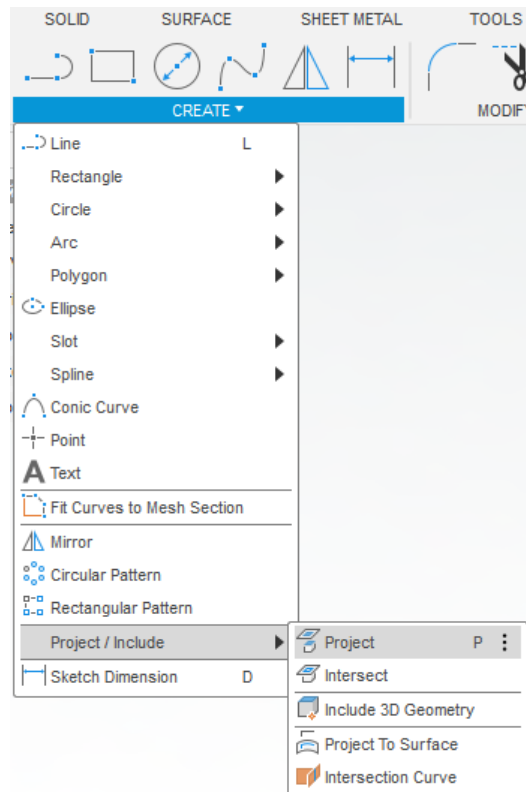 SOLID SURFACE SHEET METAL TOOLS
CREATE MODIF
Line L
Rectangle
Circle
Arc
Polygon
Ellipse
Slot
Spline
Conic Curve
Point
A Text
Fit Curves to Mesh Section
Mirror
Circular Pattern
Rectangular Pattern
Project / Include
Project P
Sketch Dimension D
Intersect
Include 3D Geometry
Project To Surface
Intersection Curve